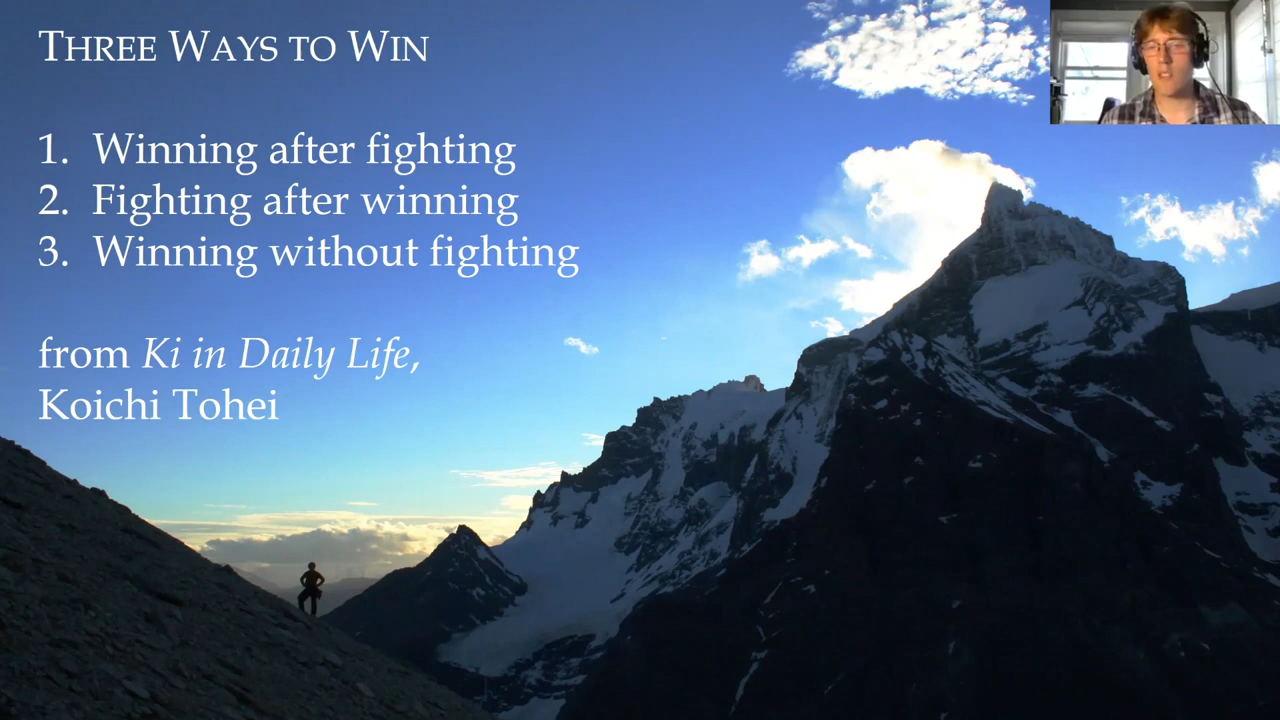 THREE WAYS TO WIN
1. Winning after fighting
2. Fighting after winning
3. Winning without fighting
from Ki in Daily Life,
Koichi Tohei